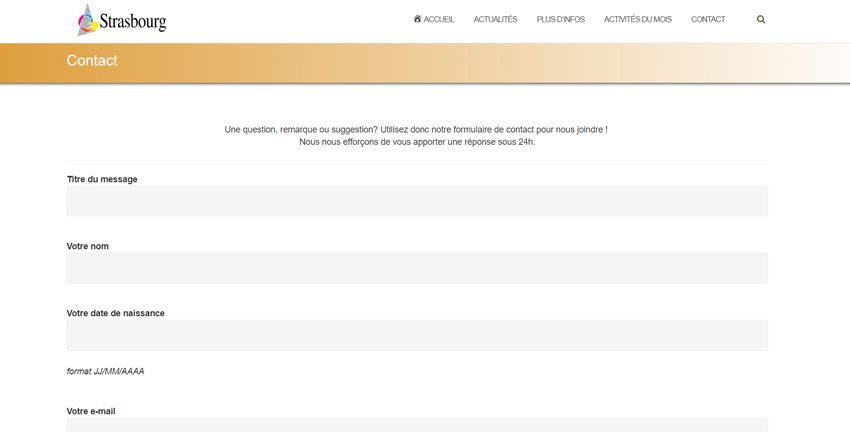 Strasbourg
ACCUEIL ACTUALITÉS PLUS D'INFOS ACTIVITÉS DU MOIS CONTACT
Contact
Une question, remarque ou suggestion? Utilisez donc notre formulaire de contact pour nous joindre !
Nous nous efforçons de vous apporter une réponse sous 24h.
Titre du message
Votre nom
Votre date de naissance
format JJ/MM/AAAA
Votre e-mail